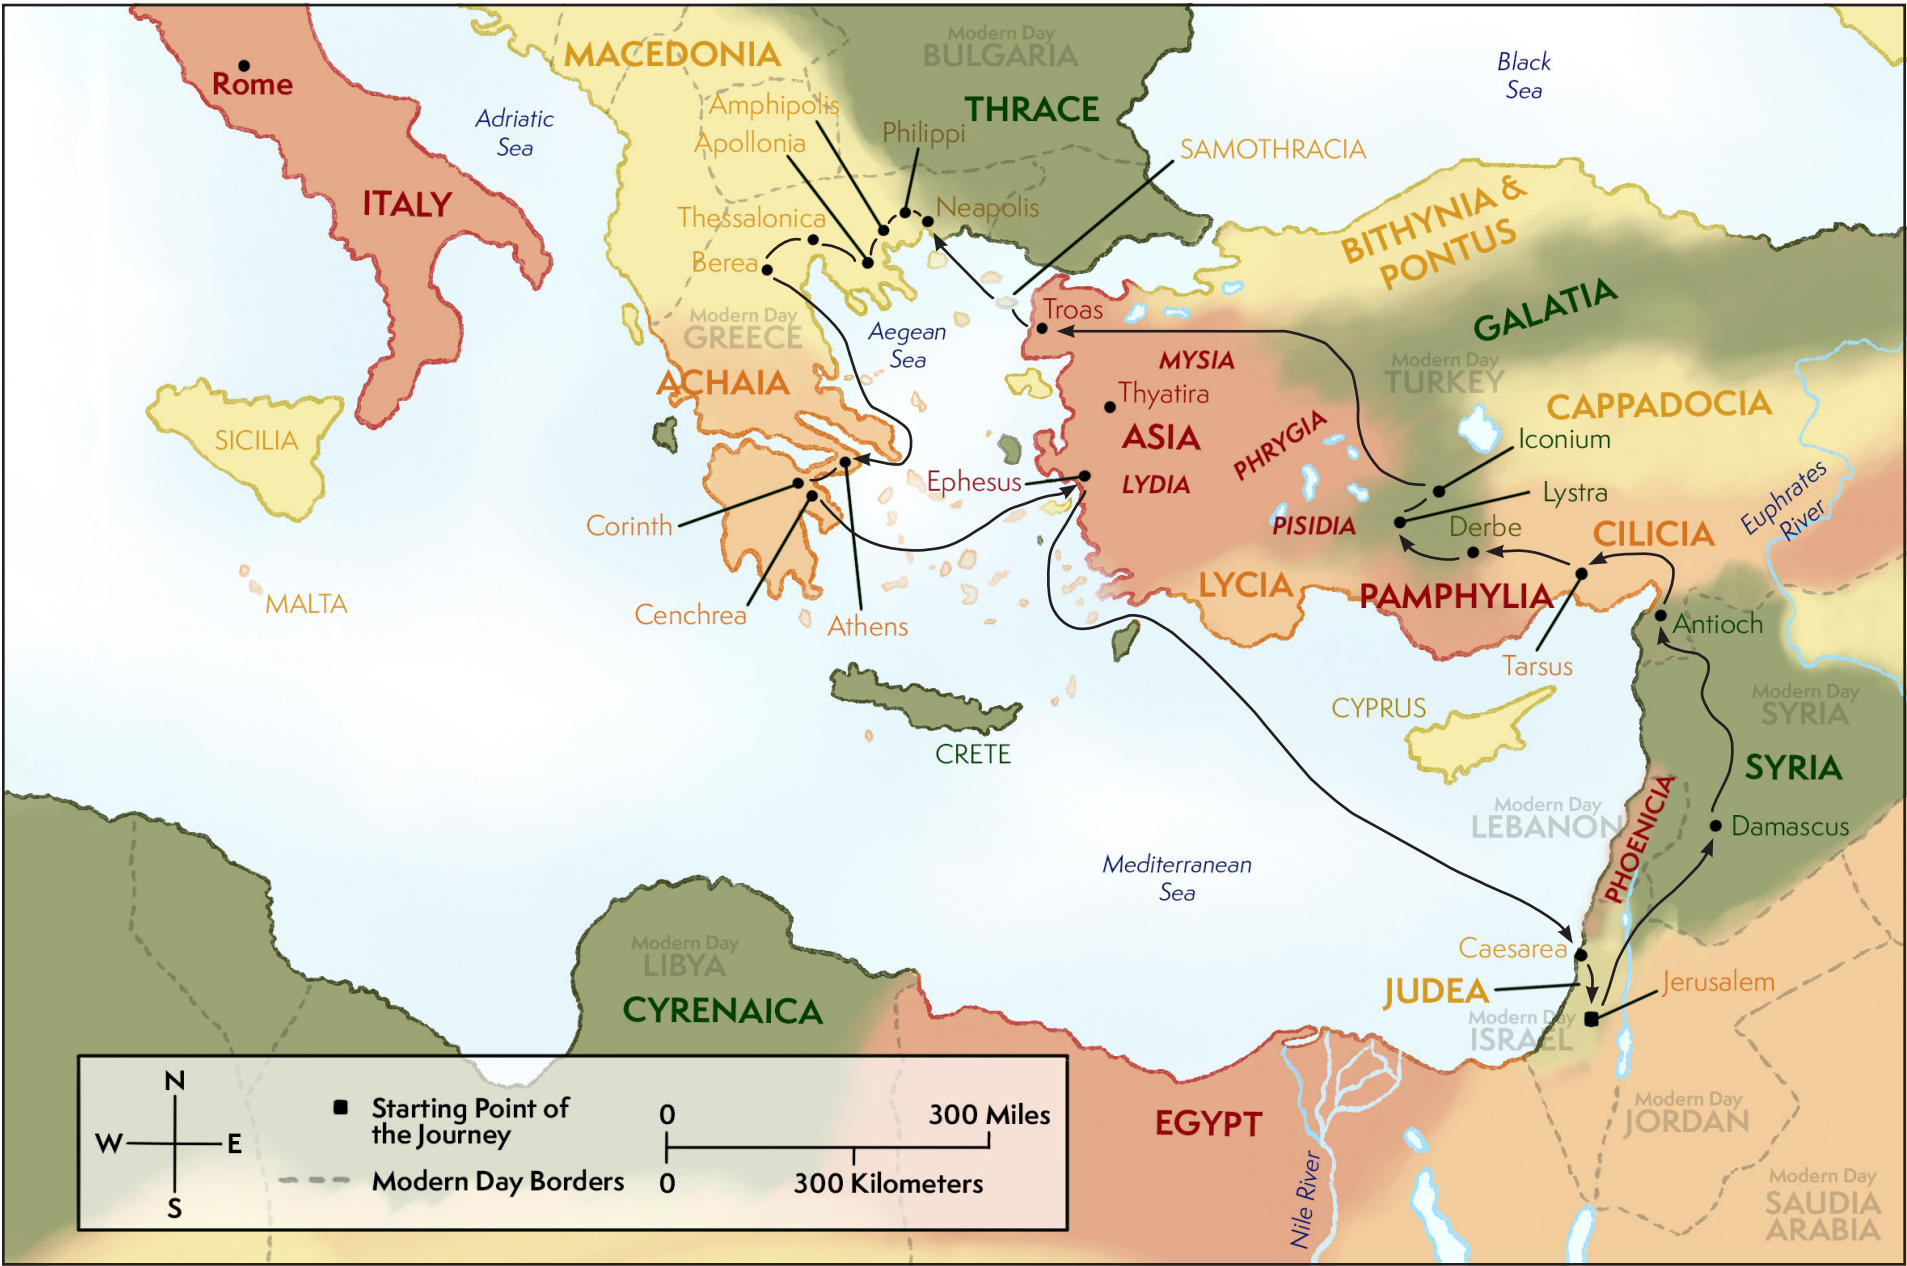 MACEDONIA
Modern Day
BULGARIA
THRACE
Black
Sea
Rome
Adriatic
Sea
Amphipolis
Apollonia
Philippi
SAMOTHRACIA
ITALY
Thessalonica
Neapolis
Berea
BITHYNIA &
PONTUS
Modern Day
GREECE
Aegean
Sea
Troas
GALATIA
MYSIA
Modern Day
TURKEY
ACHAIA
Thyatira
CAPPADOCIA
SICILIA
ASIA
PHRYGIA
Iconium
Ephesus
LYDIA
Lystra
Euphrates
River
Corinth
PISIDIA
Derbe
CILICIA
MALTA
LYCIA
PAMPHYLIA
Cenchrea
Athens
Antioch
Tarsus
CYPRUS
Modern Day
SYRIA
CRETE
SYRIA
Modern Day
LEBANON
PHOENICIA
Damascus
Mediterranean
Sea
Modern Day
LIBYA
Caesarea
CYRENAICA
JUDEA
Jerusalem
Modern Day
ISRAEL
N
W
E
S
Starting Point of
the Journey
Modern Day Borders
0
300 Miles
0
300 Kilometers
EGYPT
Nile River
Modern Day
JORDAN
Modern Day
SAUDIA
ARABIA